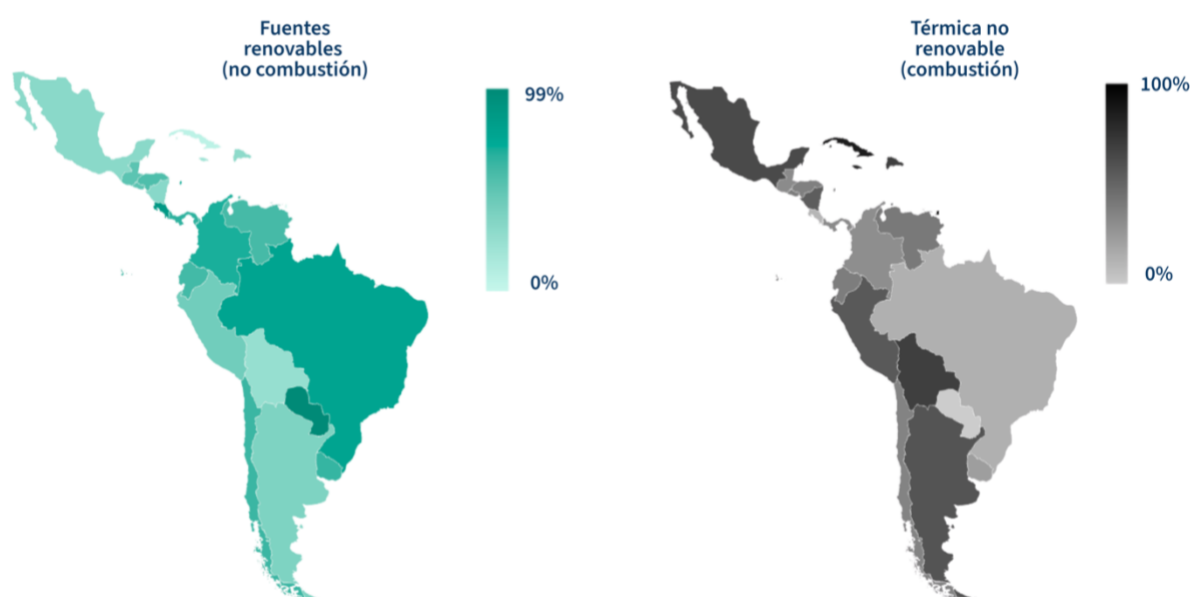 Fuentes
renovables
(no combustión)
99%
0%
Térmica no
renovable
(combustión)
100%
0%